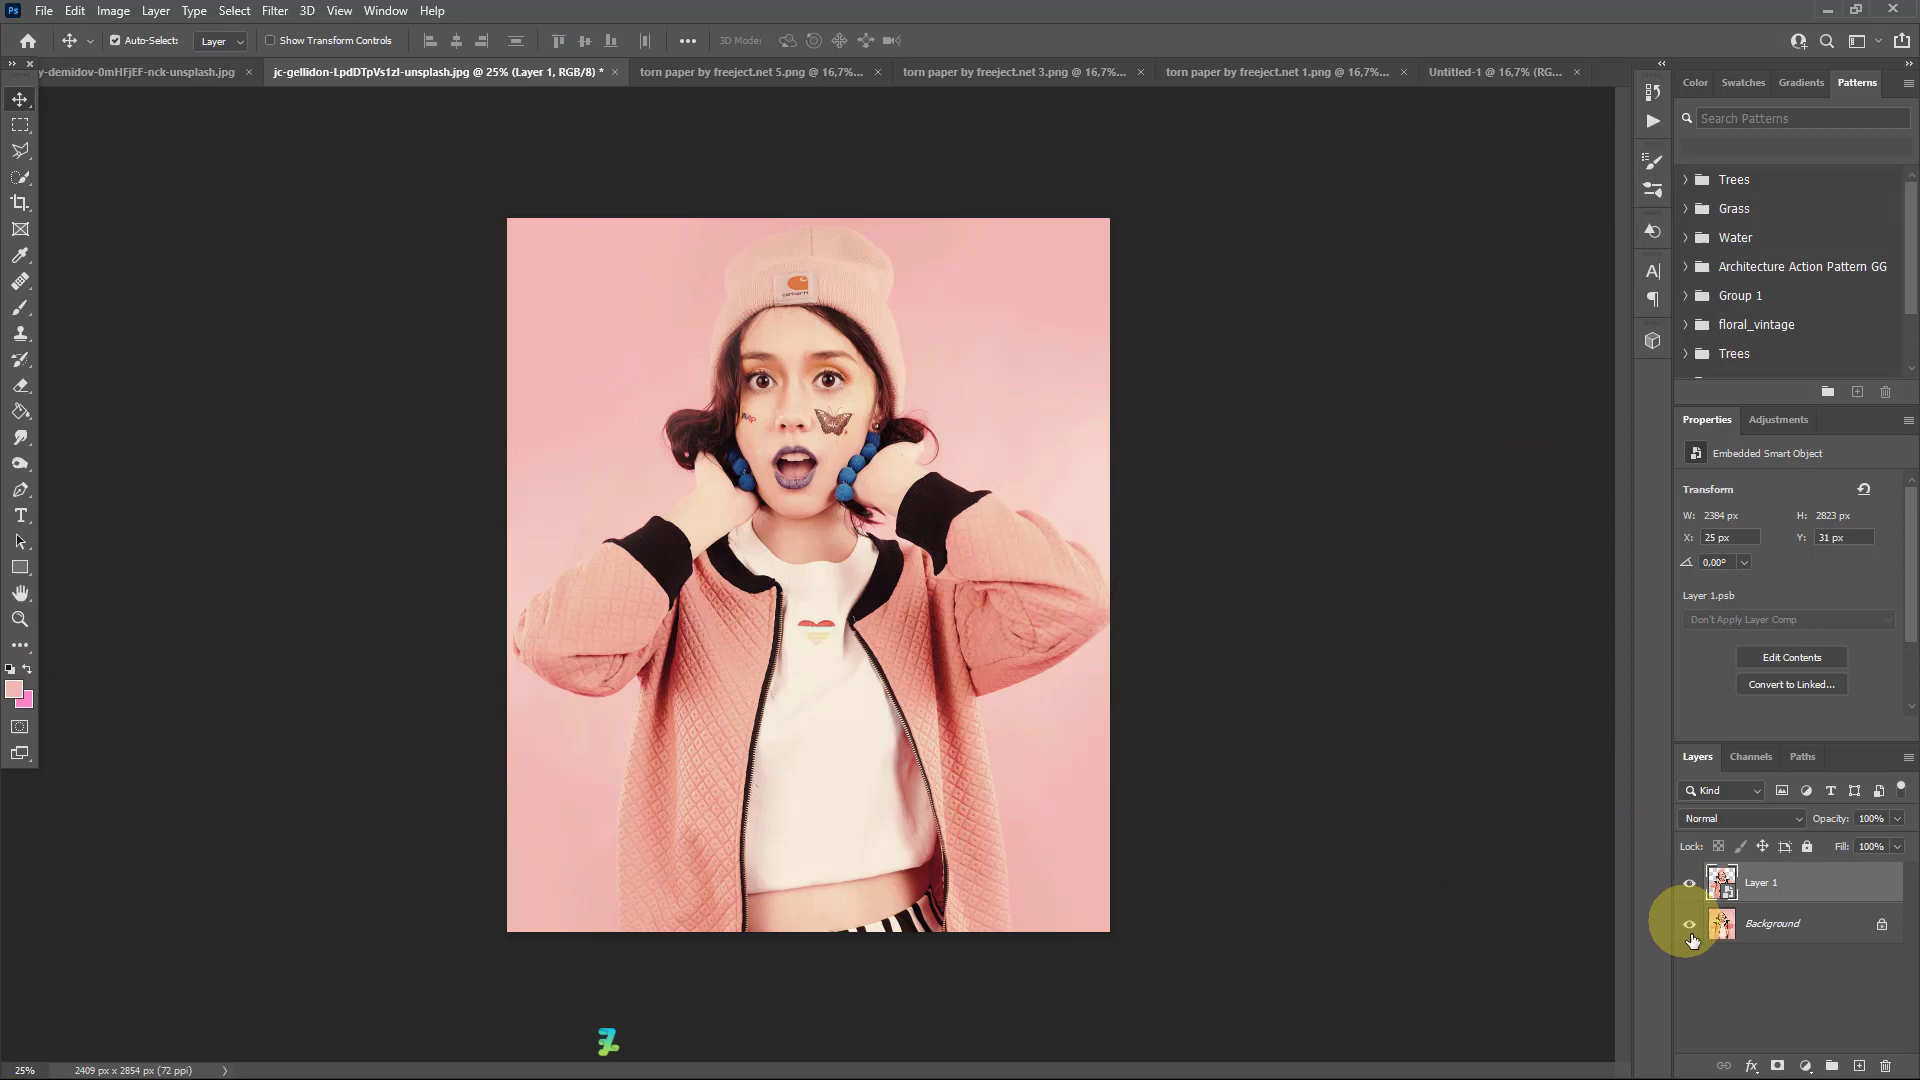 Ps File Edit Image Layer Type Select Filter 3D View Window Help
Auto-Select: Layer Show Transform Controls 3D Mode:
y-demidov-0mHFjEF-nck-unsplash.jpg jc-gellidon-LpdDTpVs1zI-unsplash.jpg @ 25% (Layer 1, RGB/8) * torn paper by freeject.net 5.png @ 16,7%... torn paper by freeject.net 3.png @ 16,7%... torn paper by freeject.net 1.png @ 16,7%... Untitled-1 @ 16,7% (RG...
Color Swatches Gradients Patterns
Search Patterns
Trees
Grass
Water
Architecture Action Pattern GG
Group 1
floral_vintage
Trees
carhartt
Properties Adjustments
Embedded Smart Object
Transform
W: 2384 px H: 2823 px
X: 25 px Y: 31 px
0,00°
Layer 1.psb
Don't Apply Layer Comp
Edit Contents
Convert to Linked...
Layers Channels Paths
Kind
Normal Opacity: 100%
Lock: Fill: 100%
Layer 1
Background
25% 2409 px x 2854 px (72 ppi)